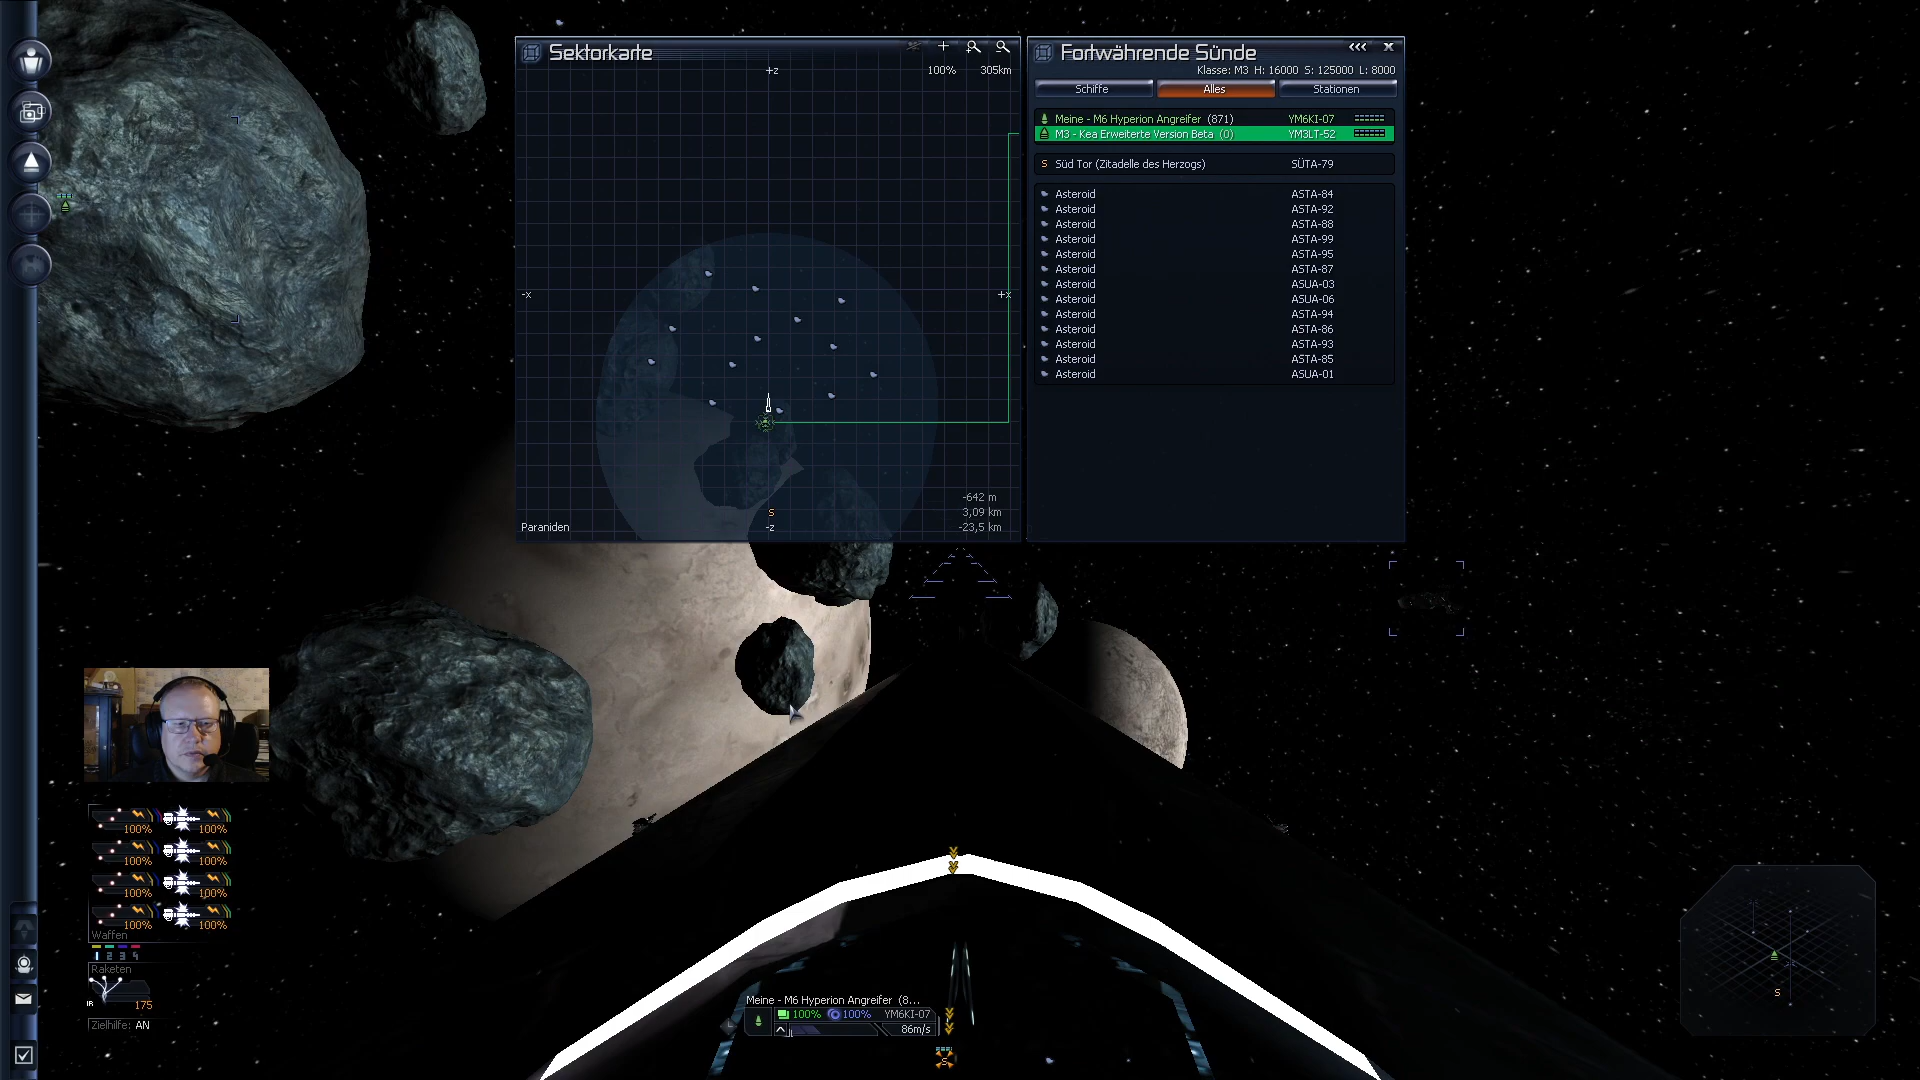 Sektorkarte
+z
100%
305km
-x
+x
-642 m
3,09 km
-23,5 km
S
-z
Paraniden
Fortwährende Sünde
Klasse: M3 H: 16000 S: 125000 L: 8000
Schiffe
Alles
Stationen
Meine - M6 Hyperion Angreifer (871) YM6KI-07
M3 - Kea Erweiterte Version Beta (0) YM3LT-52
S Süd Tor (Zitadelle des Herzogs) SÜTA-79
Asteroid ASTA-84
Asteroid ASTA-92
Asteroid ASTA-88
Asteroid ASTA-99
Asteroid ASTA-95
Asteroid ASTA-87
Asteroid ASUA-03
Asteroid ASUA-06
Asteroid ASTA-94
Asteroid ASTA-86
Asteroid ASTA-93
Asteroid ASTA-85
Asteroid ASUA-01
100% 100%
100% 100%
100% 100%
100% 100%
Waffen
1 2 3 4
Raketen
IR 175
Zielhilfe: AN
Meine - M6 Hyperion Angreifer (8...
100% 100% YM6KI-07
86m/s
S
S